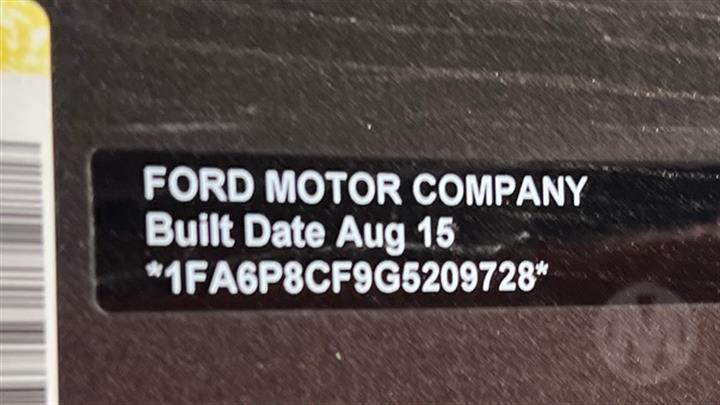 FORD MOTOR COMPANY
Built Date Aug 15
*1FA6P8CF9G5209728*